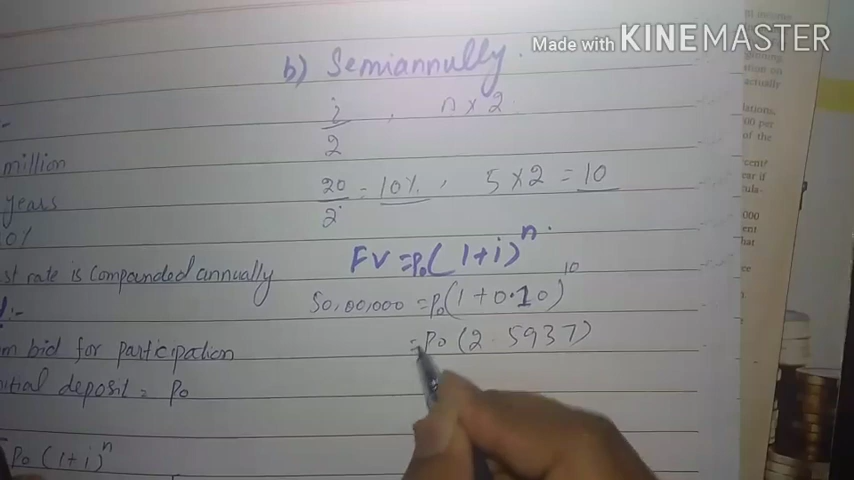 Made with KINEMASTER
b) Semiannually.
i/2 , n x 2
million
20/2 = 10%, 5 x 2 = 10
years
0%
FV = P₀(1+i)ⁿ
st rate is compounded annually
50,00,000 = P₀(1+0.10)¹⁰
m bid for participation
= P₀ (2.5937)
itial deposit = P₀
P₀ (1+i)ⁿ